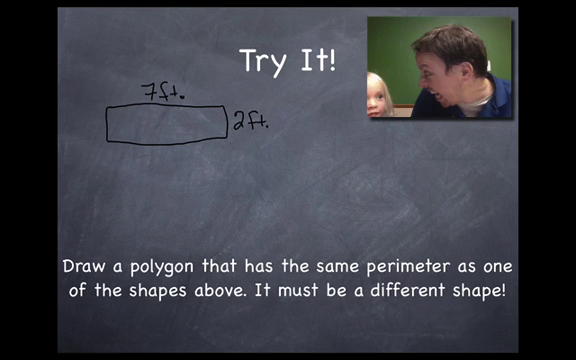 Try It!
7ft.
2ft.
Draw a polygon that has the same perimeter as one
of the shapes above. It must be a different shape!